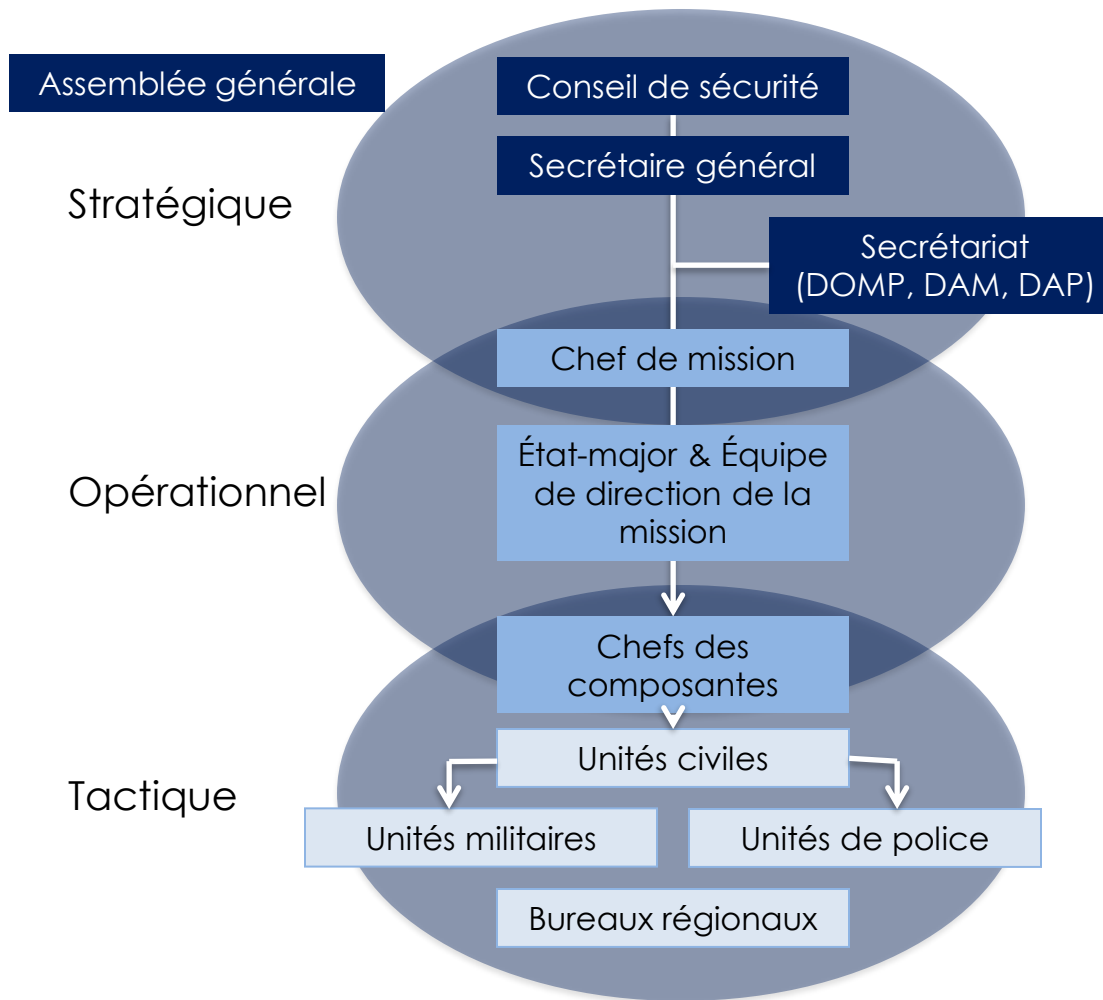 Assemblée générale
Conseil de sécurité
Secrétaire général
Stratégique
Secrétariat
(DOMP, DAM, DAP)
Chef de mission
État-major & Équipe
de direction de la
mission
Opérationnel
Chefs des
composantes
Unités civiles
Tactique
Unités militaires
Unités de police
Bureaux régionaux